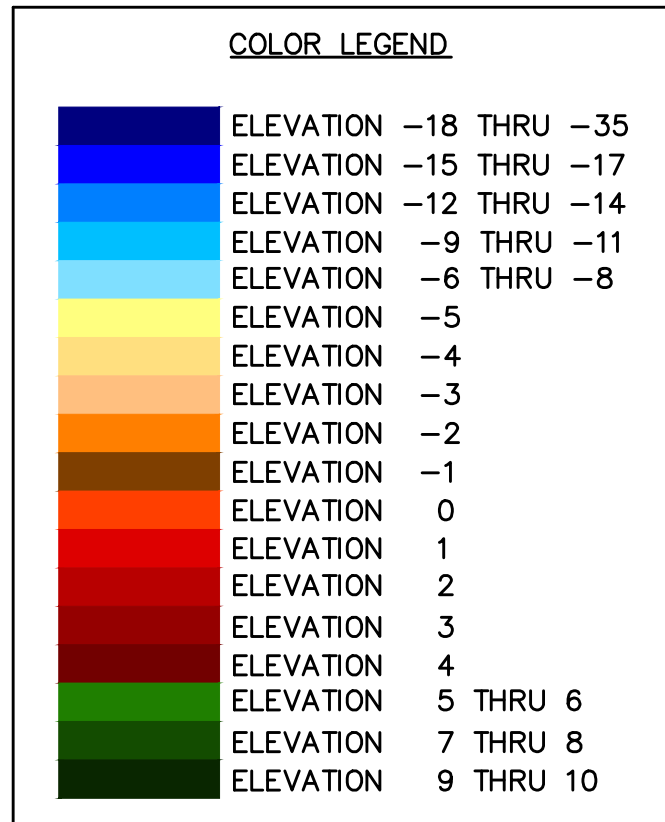 COLOR LEGEND
ELEVATION -18 THRU -35
ELEVATION -15 THRU -17
ELEVATION -12 THRU -14
ELEVATION -9 THRU -11
ELEVATION -6 THRU -8
ELEVATION -5
ELEVATION -4
ELEVATION -3
ELEVATION -2
ELEVATION -1
ELEVATION 0
ELEVATION 1
ELEVATION 2
ELEVATION 3
ELEVATION 4
ELEVATION 5 THRU 6
ELEVATION 7 THRU 8
ELEVATION 9 THRU 10